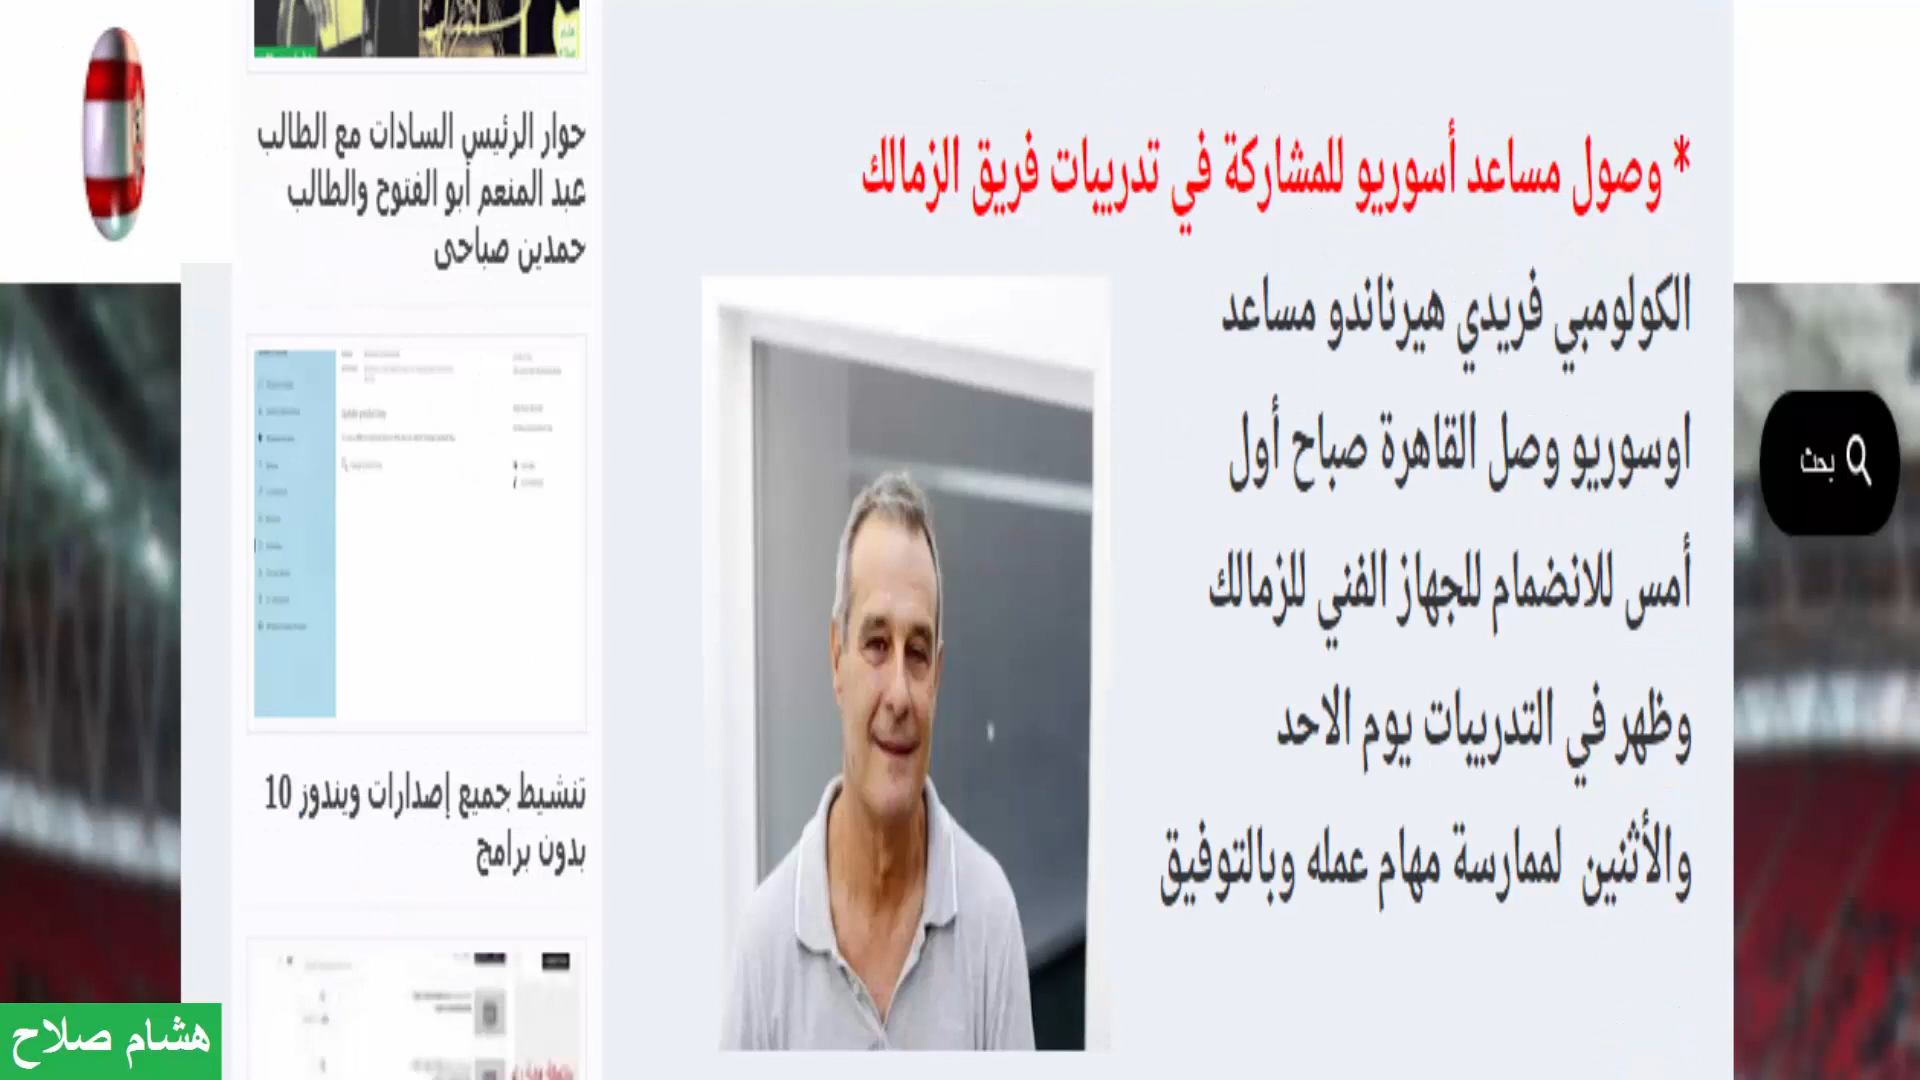 * وصول مساعد أسوريو للمشاركة في تدريبات فريق الزمالك
الكولومبي فريدي هيرناندو مساعد
اوسوريو وصل القاهرة صباح أول
أمس للانضمام للجهاز الفني للزمالك
وظهر في التدريبات يوم الاحد
والأثنين لممارسة مهام عمله وبالتوفيق
حوار الرئيس السادات مع الطالب
عبد المنعم أبو الفتوح والطالب
حمدين صباحى
تنشيط جميع إصدارات ويندوز 10
بدون برامج
بحث
هشام صلاح